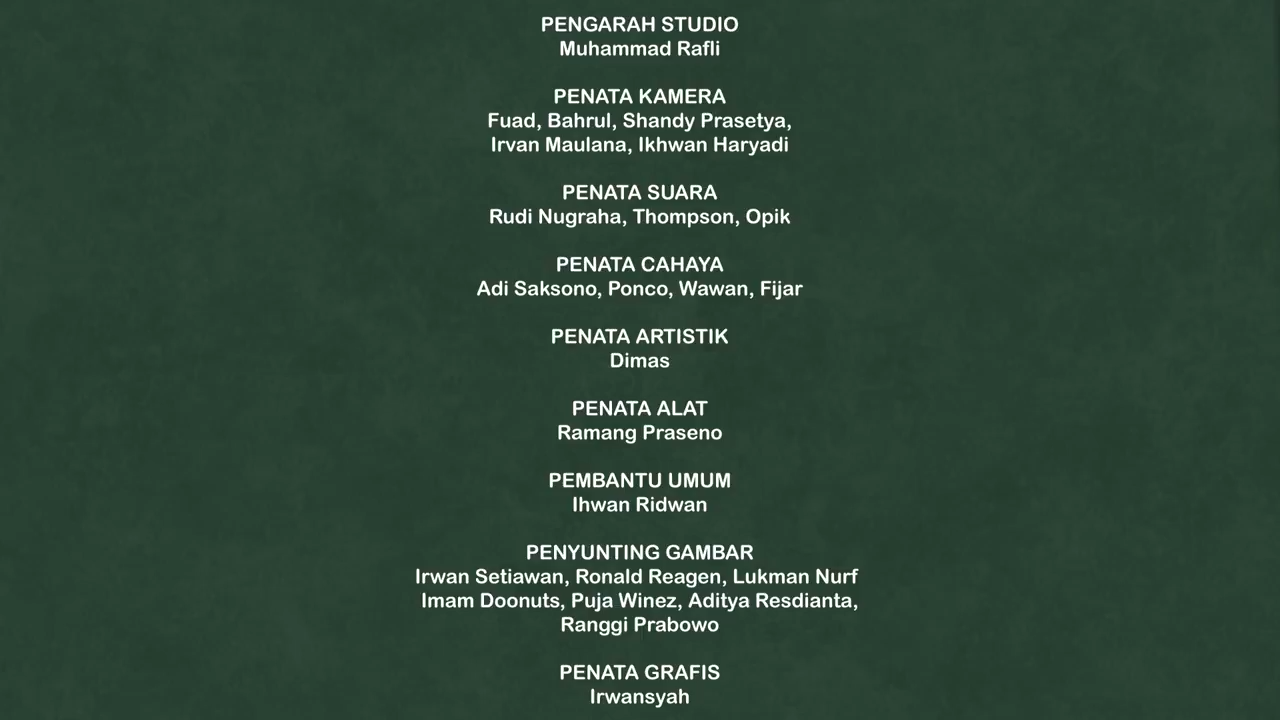 PENGARAH STUDIO
Muhammad Rafli
PENATA KAMERA
Fuad, Bahrul, Shandy Prasetya,
Irvan Maulana, Ikhwan Haryadi
PENATA SUARA
Rudi Nugraha, Thompson, Opik
PENATA CAHAYA
Adi Saksono, Ponco, Wawan, Fijar
PENATA ARTISTIK
Dimas
PENATA ALAT
Ramang Praseno
PEMBANTU UMUM
Ihwan Ridwan
PENYUNTING GAMBAR
Irwan Setiawan, Ronald Reagen, Lukman Nurf
Imam Doonuts, Puja Winez, Aditya Resdianta,
Ranggi Prabowo
PENATA GRAFIS
Irwansyah